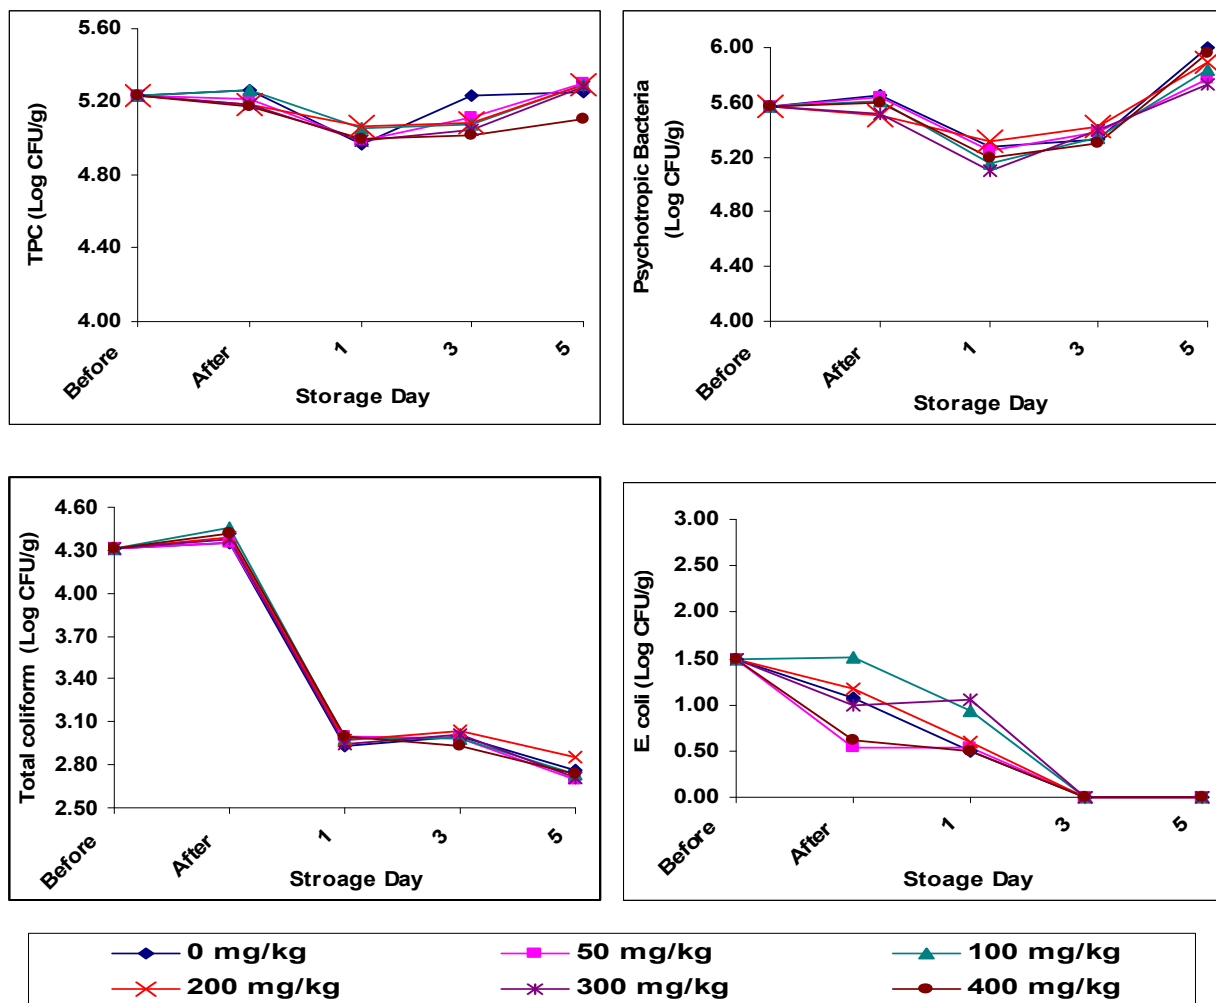 5.60
5.20
4.80
4.40
4.00
TPC (Log CFU/g)
Before
After
1
3
5
Storage Day
6.00
5.60
5.20
4.80
4.40
4.00
Psychotropic Bacteria
(Log CFU/g)
Before
After
1
3
5
Storage Day
4.60
4.30
4.00
3.70
3.40
3.10
2.80
2.50
Total coliform (Log CFU/g)
Before
After
1
3
5
Stroage Day
3.00
2.50
2.00
1.50
1.00
0.50
0.00
E. coli (Log CFU/g)
Before
After
1
3
5
Stoage Day
0 mg/kg
50 mg/kg
100 mg/kg
200 mg/kg
300 mg/kg
400 mg/kg